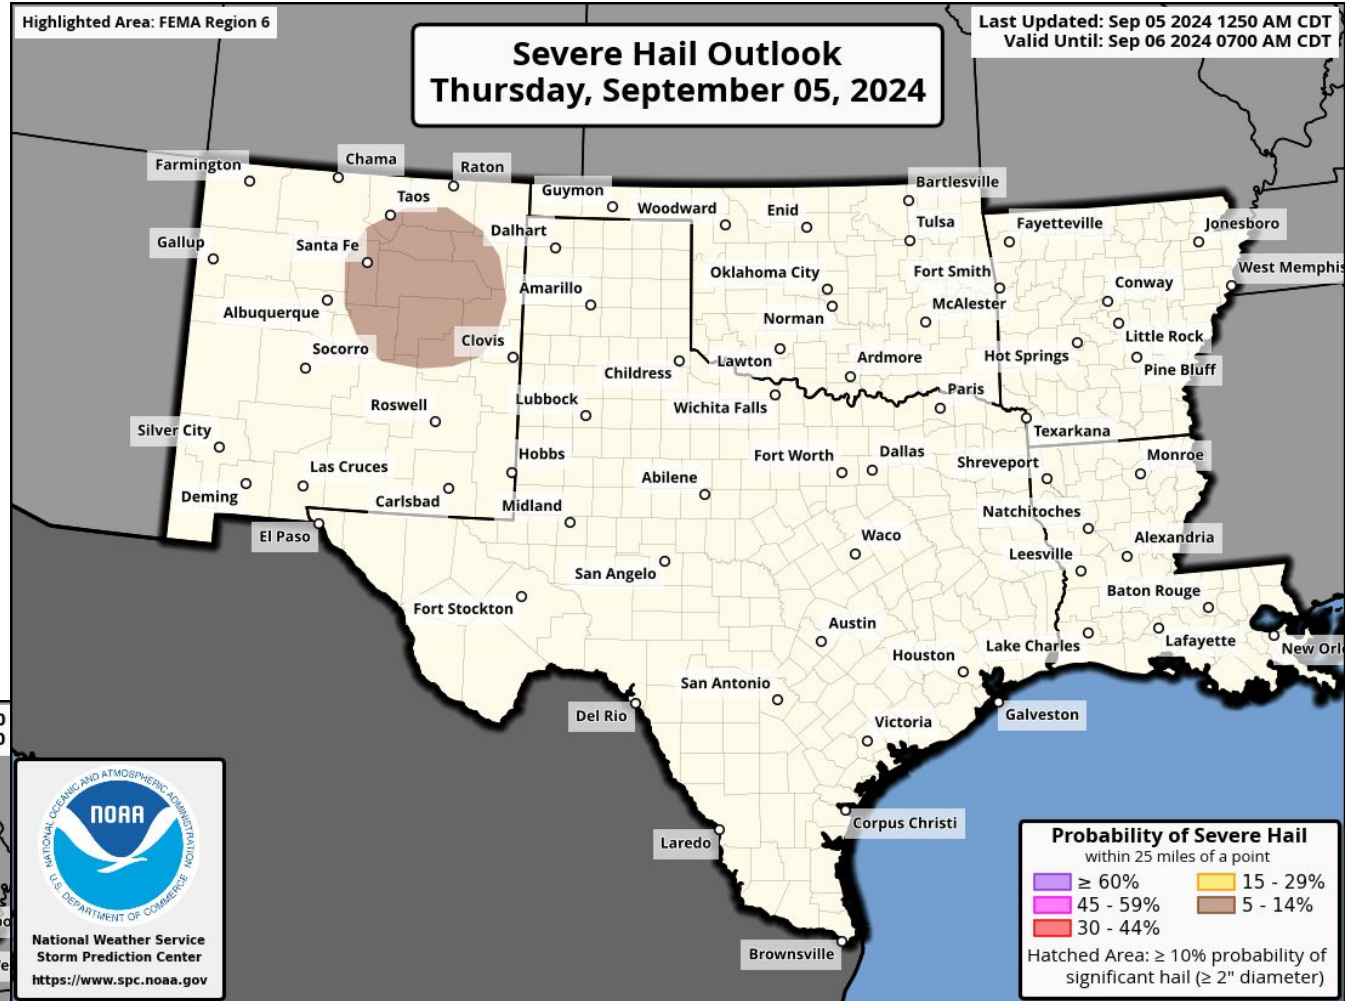 Highlighted Area: FEMA Region 6
Last Updated: Sep 05 2024 1250 AM CDT
Valid Until: Sep 06 2024 0700 AM CDT
Severe Hail Outlook
Thursday, September 05, 2024
Farmington
Chama
Raton
Taos
Guymon
Woodward
Enid
Bartlesville
Tulsa
Fayetteville
Jonesboro
Gallup
Santa Fe
Dalhart
Oklahoma City
Fort Smith
West Memphis
Albuquerque
Amarillo
Norman
McAlester
Conway
Little Rock
Socorro
Clovis
Childress
Lawton
Ardmore
Hot Springs
Pine Bluff
Roswell
Lubbock
Wichita Falls
Paris
Texarkana
Silver City
Las Cruces
Hobbs
Abilene
Fort Worth
Dallas
Shreveport
Monroe
Deming
Carlsbad
Midland
Natchitoches
El Paso
San Angelo
Waco
Leesville
Alexandria
Fort Stockton
Austin
Baton Rouge
Houston
Lake Charles
Lafayette
New Orl
San Antonio
Del Rio
Victoria
Galveston
Laredo
Corpus Christi
Brownsville
NATIONAL OCEANIC AND ATMOSPHERIC ADMINISTRATION
NOAA
U.S. DEPARTMENT OF COMMERCE
National Weather Service
Storm Prediction Center
https://www.spc.noaa.gov
Probability of Severe Hail
within 25 miles of a point
≥ 60% 15 - 29%
45 - 59% 5 - 14%
30 - 44%
Hatched Area: ≥ 10% probability of
significant hail (≥ 2" diameter)